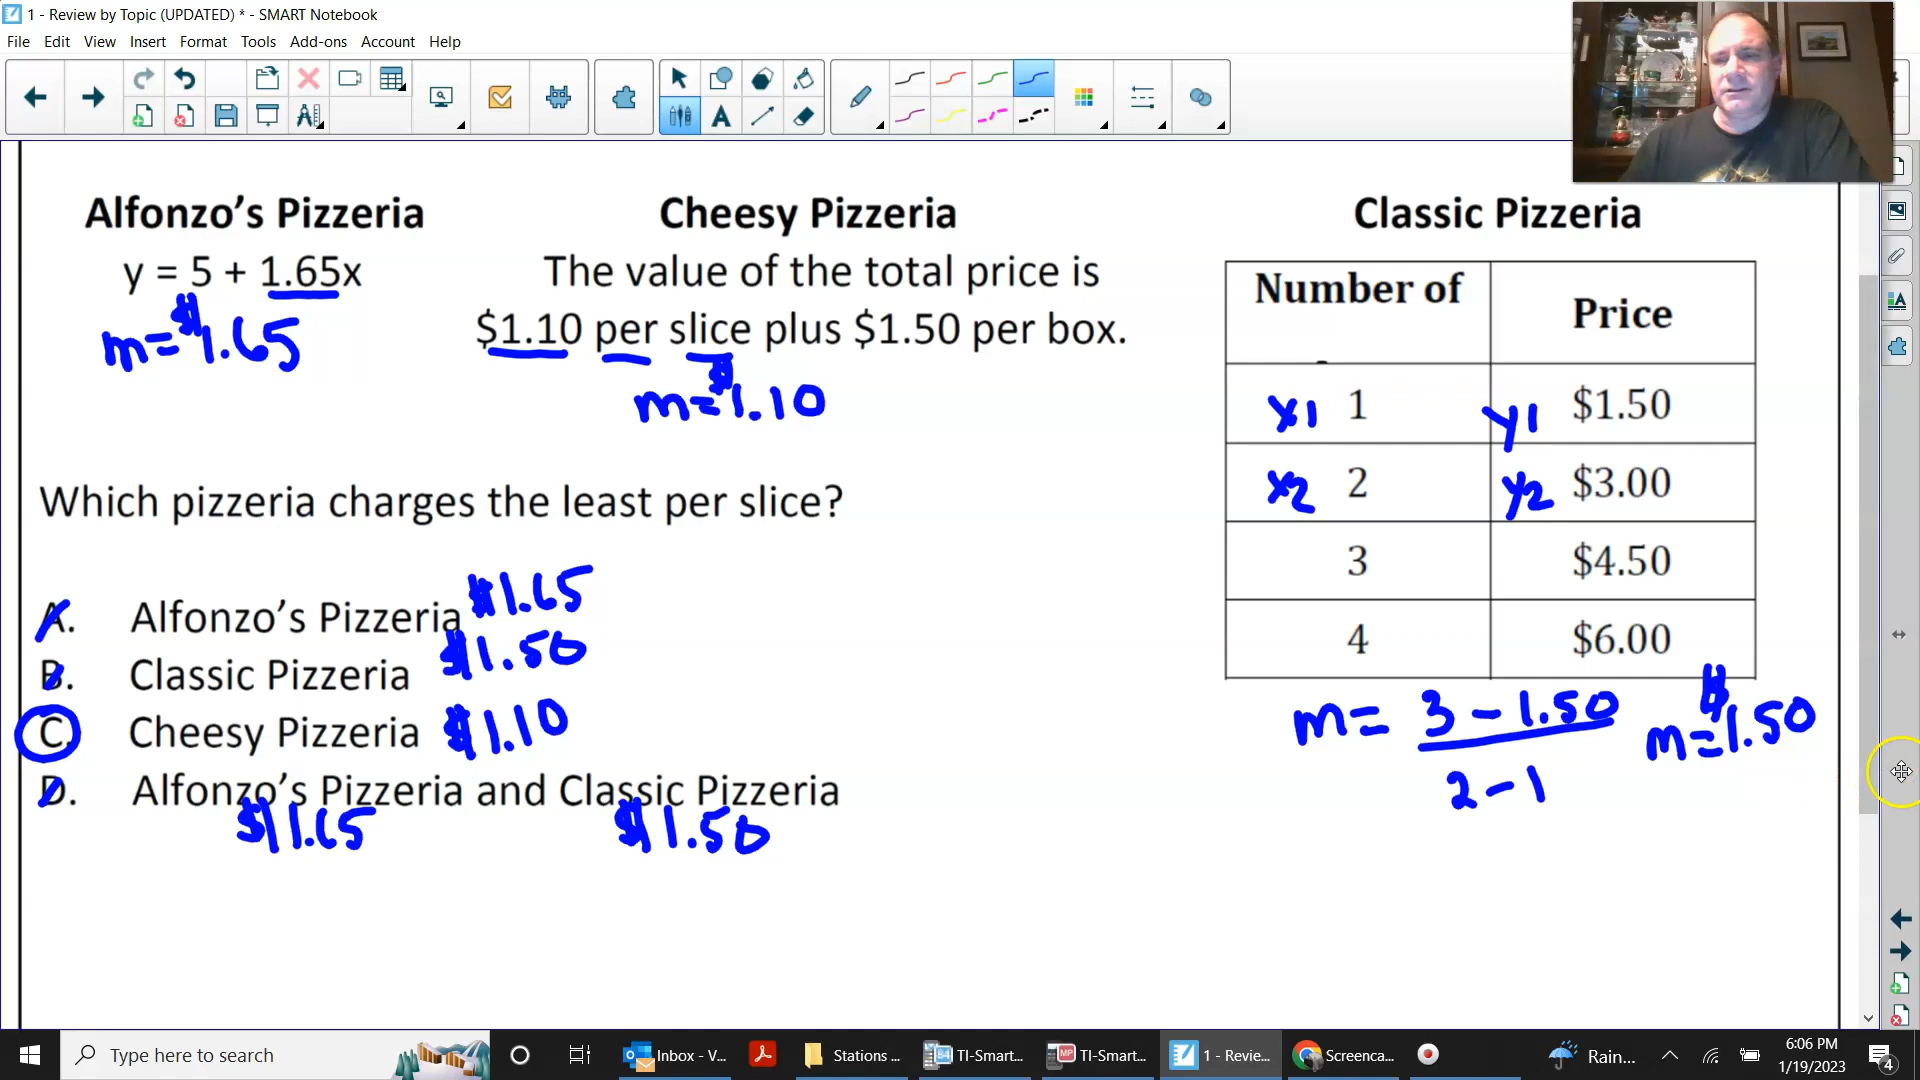 1 - Review by Topic (UPDATED) * - SMART Notebook
File Edit View Insert Format Tools Add-ons Account Help
Alfonzo's Pizzeria
y = 5 + 1.65x
m=$1.65
Cheesy Pizzeria
The value of the total price is
$1.10 per slice plus $1.50 per box.
m=$1.10
Classic Pizzeria
Number of Price
x1 1 y1 $1.50
x2 2 y2 $3.00
3 $4.50
4 $6.00
m= 3 - 1.50
2 - 1
m=$1.50
Which pizzeria charges the least per slice?
A. Alfonzo's Pizzeria $1.65
B. Classic Pizzeria $1.50
C. Cheesy Pizzeria $1.10
D. Alfonzo's Pizzeria and Classic Pizzeria
$1.65 $1.50
Type here to search
Inbox - V...
Stations ...
TI-Smart...
TI-Smart...
1 - Revie...
Screenca...
Rain...
6:06 PM
1/19/2023
4